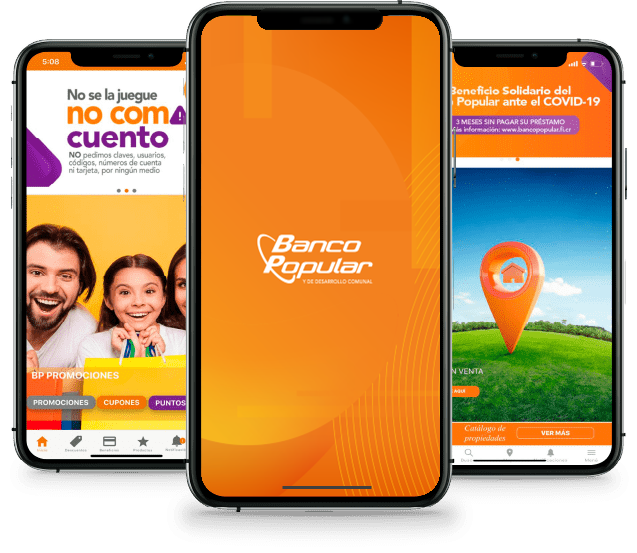 5:08
No se la juegue
no com
cuento
NO pedimos claves, usuarios,
códigos, números de cuenta
ni tarjeta, por ningún medio
BP PROMOCIONES
PROMOCIONES
CUPONES
PUNTOS
Banco
Popular
Y DE DESARROLLO COMUNAL
Beneficio Solidario del
Popular ante el COVID-19
3 MESES SIN PAGAR SU PRÉSTAMO
Más información: www.bancopopular.fi.cr
N VENTA
AQUI
Catálogo de
propiedades
VER MÁS
Menú